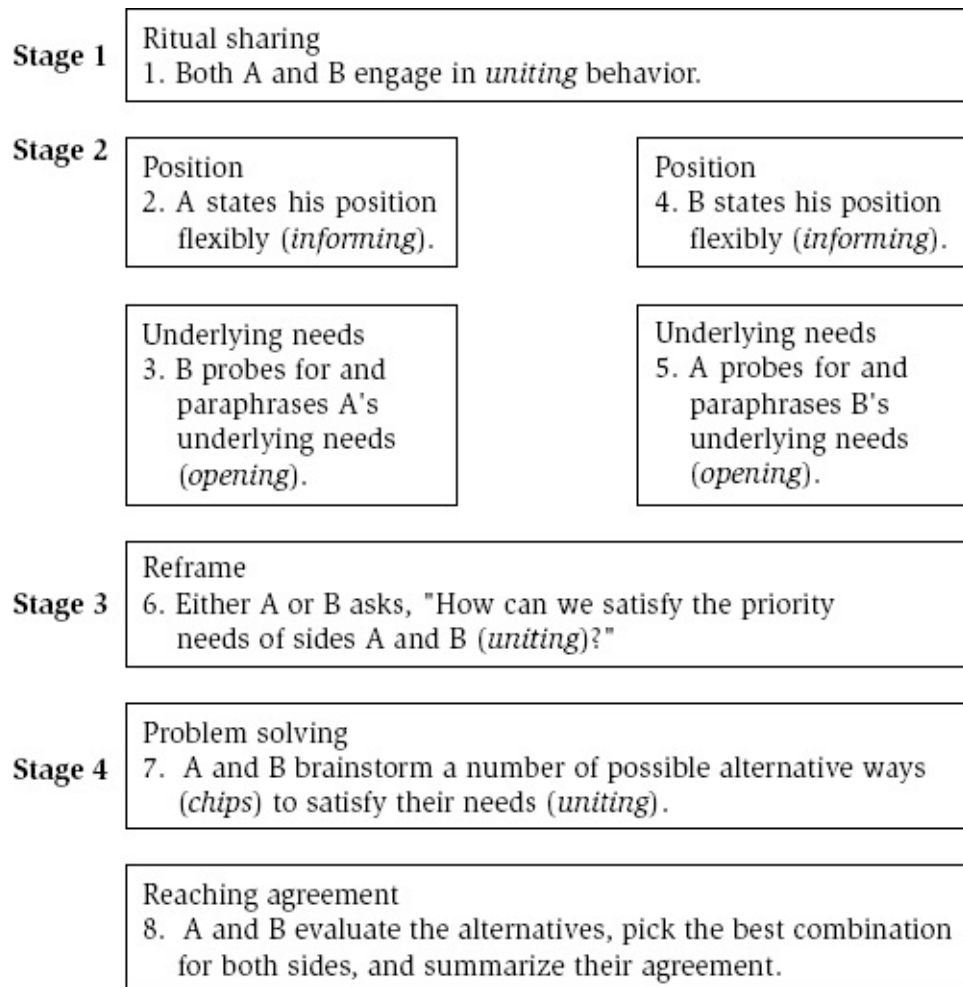 Stage 1
Ritual sharing
1. Both A and B engage in uniting behavior.
Stage 2
Position
2. A states his position
flexibly (informing).
Underlying needs
3. B probes for and
paraphrases A's
underlying needs
(opening).
Position
4. B states his position
flexibly (informing).
Underlying needs
5. A probes for and
paraphrases B's
underlying needs
(opening).
Stage 3
Reframe
6. Either A or B asks, "How can we satisfy the priority
needs of sides A and B (uniting)?"
Stage 4
Problem solving
7. A and B brainstorm a number of possible alternative ways
(chips) to satisfy their needs (uniting).
Reaching agreement
8. A and B evaluate the alternatives, pick the best combination
for both sides, and summarize their agreement.